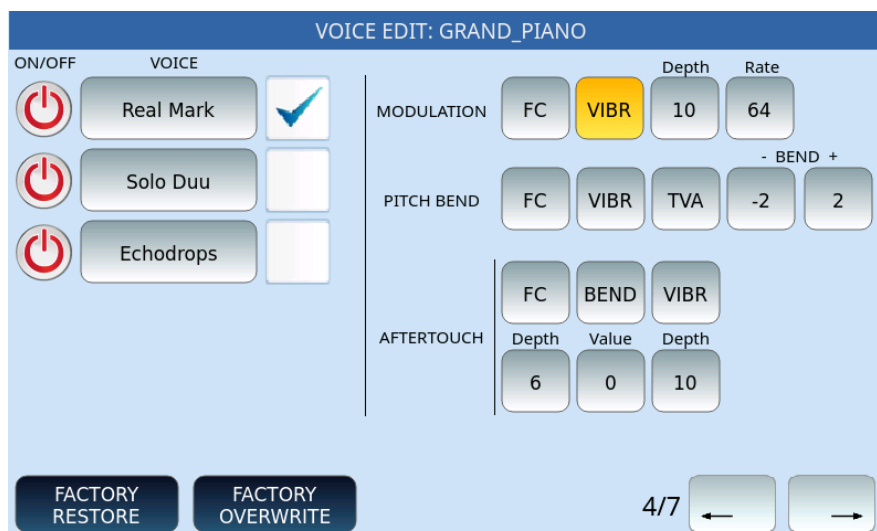 VOICE EDIT: GRAND_PIANO
ON/OFF VOICE
Real Mark
Solo Duu
Echodrops
Depth Rate
MODULATION FC VIBR 10 64
- BEND +
PITCH BEND FC VIBR TVA -2 2
FC BEND VIBR
AFTERTOUCH
Depth Value Depth
6 0 10
FACTORY
RESTORE
FACTORY
OVERWRITE
4/7